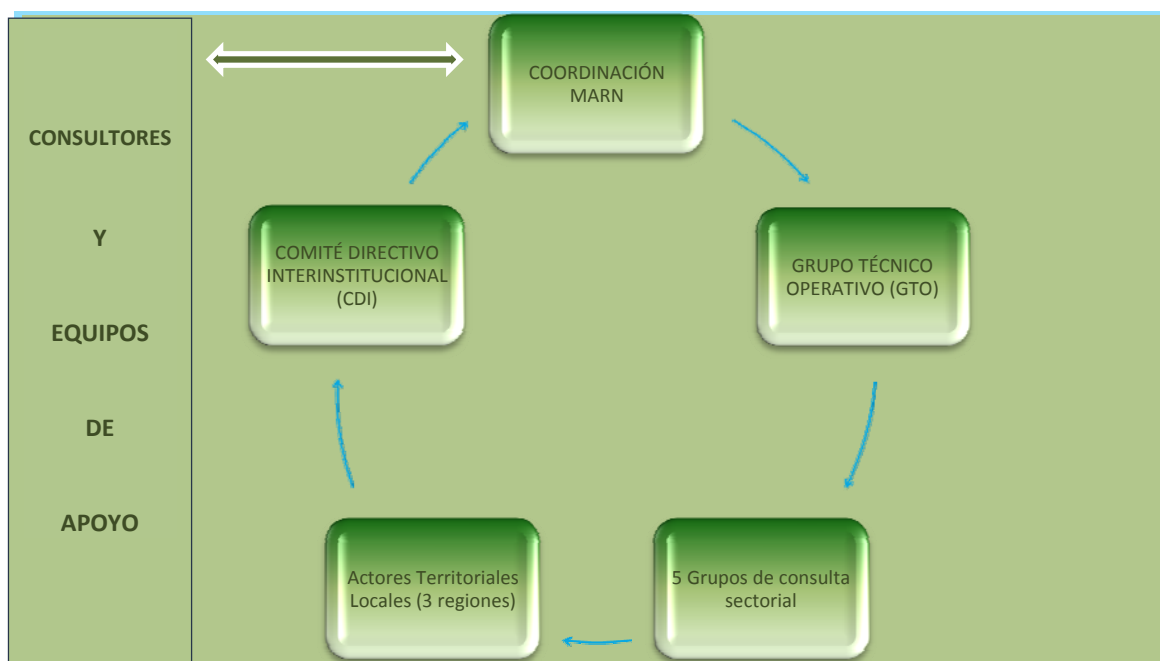 CONSULTORES
Y
EQUIPOS
DE
APOYO
COORDINACIÓN
MARN
COMITÉ DIRECTIVO
INTERINSTITUCIONAL
(CDI)
GRUPO TÉCNICO
OPERATIVO (GTO)
Actores Territoriales
Locales (3 regiones)
5 Grupos de consulta
sectorial